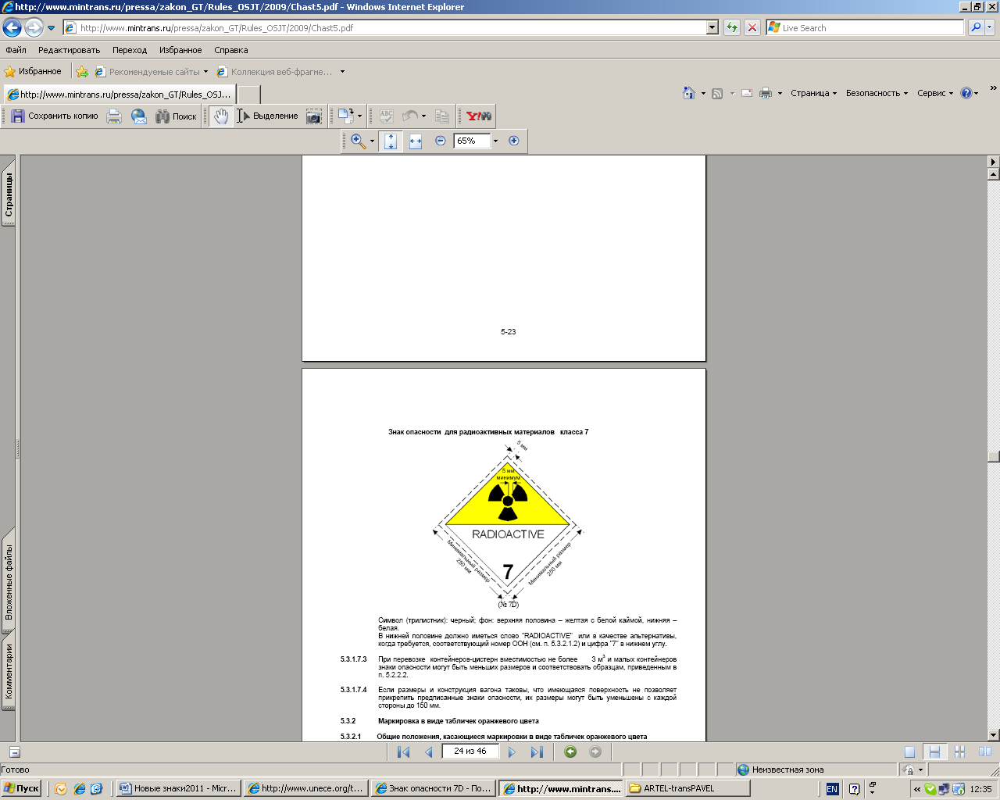 http://www.mintrans.ru/pressa/zakon_GT/Rules_OSJT/2009/Chast5.pdf - Windows Internet Explorer
http://www.mintrans.ru/pressa/zakon_GT/Rules_OSJT/2009/Chast5.pdf
Live Search
Файл Редактировать Переход Избранное Справка
Избранное Рекомендуемые сайты Коллекция веб-фрагме...
http://www.mintrans.ru/pressa/zakon_GT/Rules_OSJ...
Страница Безопасность Сервис
Сохранить копию Поиск Выделение
65%
Страницы
Вложенные файлы
Комментарии
5-23
Знак опасности для радиоактивных материалов класса 7
5 мм
5 мм
минимум
RADIOACTIVE
7
Минимальный размер
250 мм
Минимальный размер
250 мм
(№ 7D)
Символ (трилистник): черный; фон: верхняя половина – желтая с белой каймой, нижняя –
белая.
В нижней половине должно иметься слово "RADIOACTIVE" или в качестве альтернативы,
когда требуется, соответствующий номер ООН (см. п. 5.3.2.1.2) и цифра "7" в нижнем углу.
5.3.1.7.3 При перевозке контейнеров-цистерн вместимостью не более 3 м³ и малых контейнеров
знаки опасности могут быть меньших размеров и соответствовать образцам, приведенным в
п. 5.2.2.2.
5.3.1.7.4 Если размеры и конструкция вагона таковы, что имеющаяся поверхность не позволяет
прикрепить предписанные знаки опасности, их размеры могут быть уменьшены с каждой
стороны до 150 мм.
5.3.2 Маркировка в виде табличек оранжевого цвета
5.3.2.1 Общие положения, касающиеся маркировки в виде табличек оранжевого цвета
24 из 46
Готово
Неизвестная зона
Пуск
Новые знаки2011 - Micr...
http://www.unece.org/t...
Знак опасности 7D - По...
http://www.mintrans....
ARTEL-transPAVEL
EN
12:35